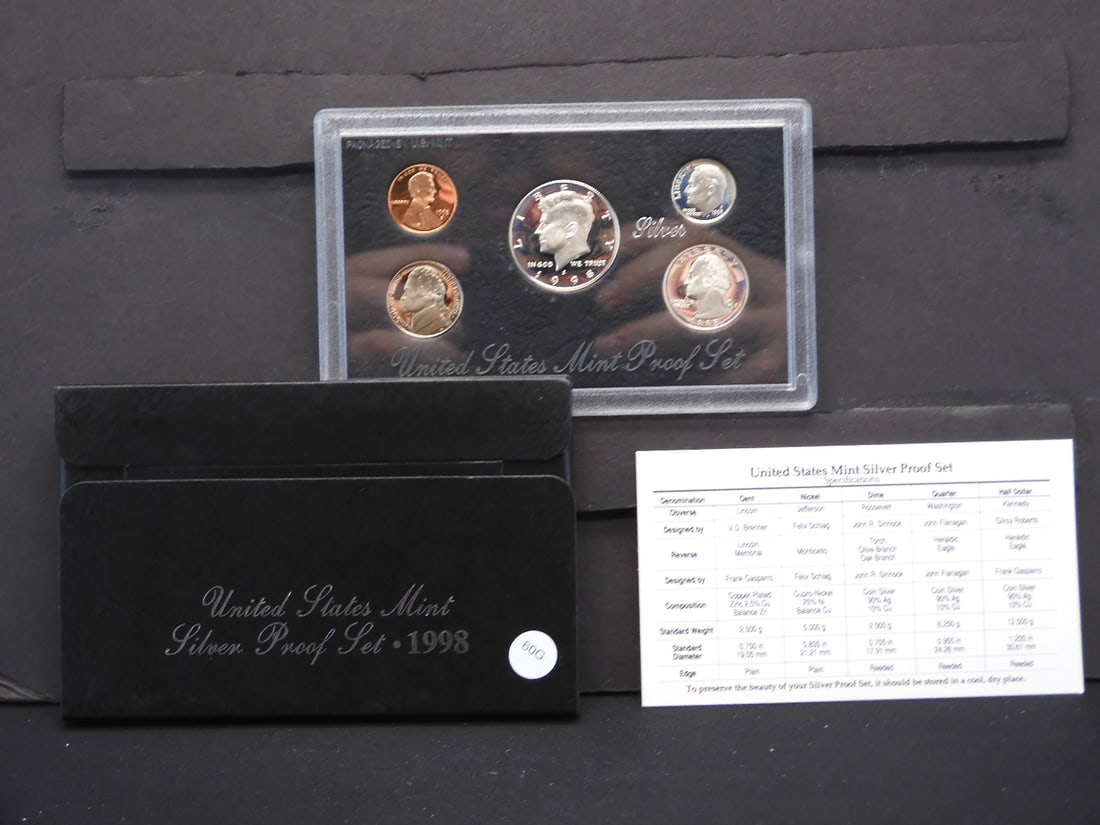 PACKAGED BY U.S. MINT
LIBERTY
IN GOD WE TRUST
S
1998
LIBERTY
Silver
LIBERTY
United States Mint Proof Set
United States Mint
Silver Proof Set • 1998
60G
United States Mint Silver Proof Set
Specifications
Denomination Cent Nickel Dime Quarter Half Dollar
Obverse Lincoln Jefferson Roosevelt Washington Kennedy
Designed by V.D. Brenner Felix Schlag John R. Sinnock John Flanagan Gilroy Roberts
Reverse Lincoln Memorial Monticello Torch Olive Branch Oak Branch Heraldic Eagle Heraldic Eagle
Designed by Frank Gasparro Felix Schlag John R. Sinnock John Flanagan Frank Gasparro
Composition Copper Plated Zinc 2.5% Cu Balance Zn Cupro Nickel 25% Ni Balance Cu Coin Silver 90% Ag 10% Cu Coin Silver 90% Ag 10% Cu Coin Silver 90% Ag 10% Cu
Standard Weight 2.500 g 5.000 g 2.500 g 6.250 g 12.500 g
Standard Diameter 0.750 in 19.05 mm 0.835 in 21.21 mm 0.705 in 17.91 mm 0.955 in 24.26 mm 1.205 in 30.61 mm
Edge Plain Plain Reeded Reeded Reeded
To preserve the beauty of your Silver Proof Set, it should be stored in a cool, dry place.